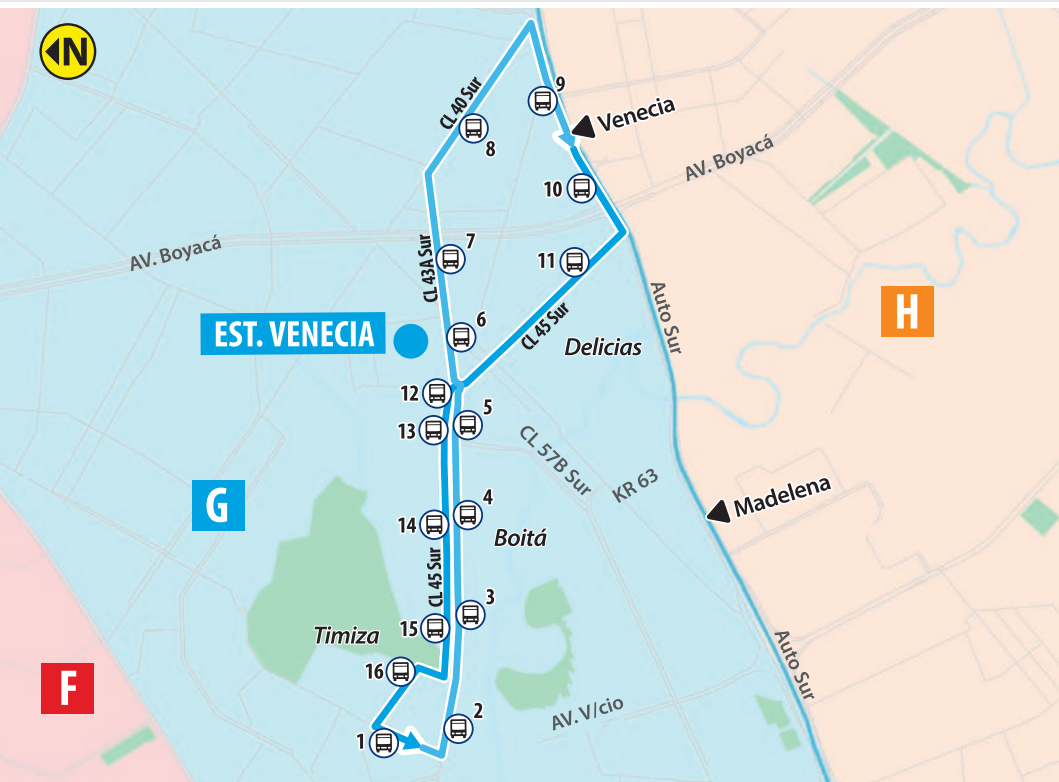 N
CL 40 Sur
9
Venecia
8
AV. Boyacá
10
AV. Boyacá
7
11
CL 43A Sur
Auto Sur
H
EST. VENECIA
6
CL 45 Sur
Delicias
12
5
13
CL 57B Sur
KR 63
G
4
Madelena
14
Boitá
CL 45 Sur
3
15
Timiza
16
Auto Sur
F
2
AV. V/cio
1